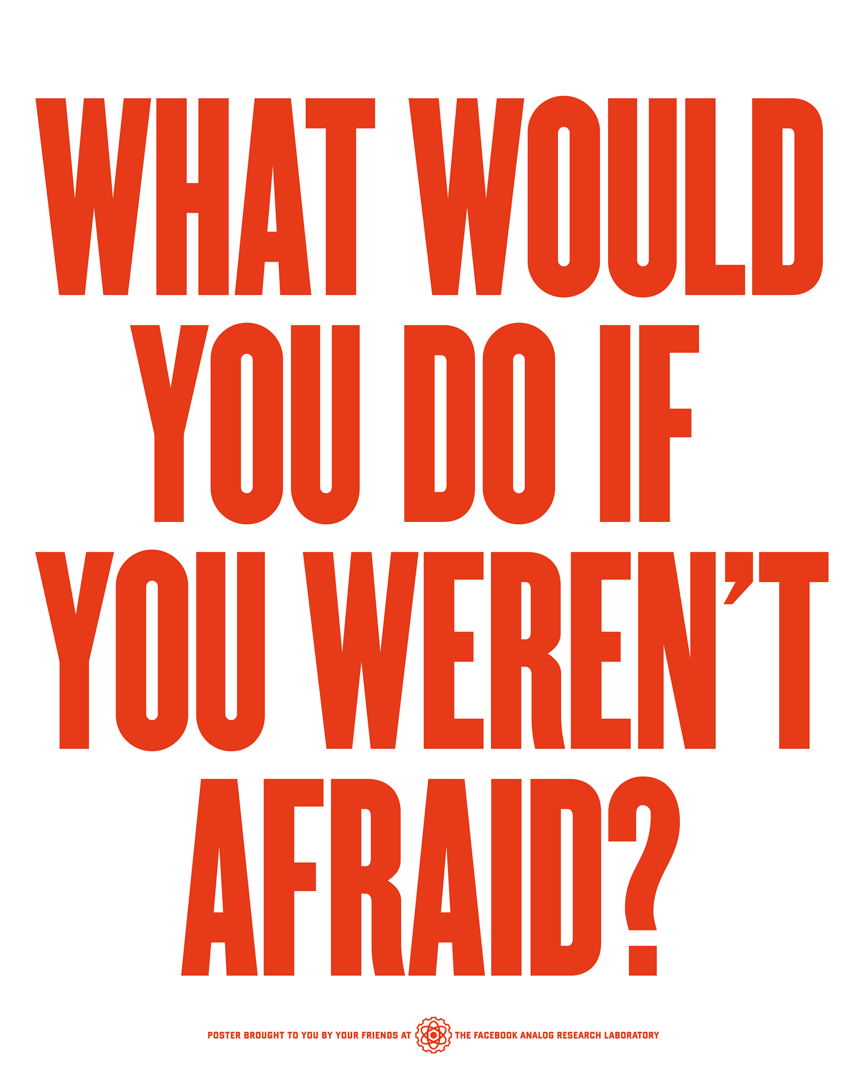 WHAT WOULD
YOU DO IF
YOU WEREN’T
AFRAID?
POSTER BROUGHT TO YOU BY YOUR FRIENDS AT THE FACEBOOK ANALOG RESEARCH LABORATORY